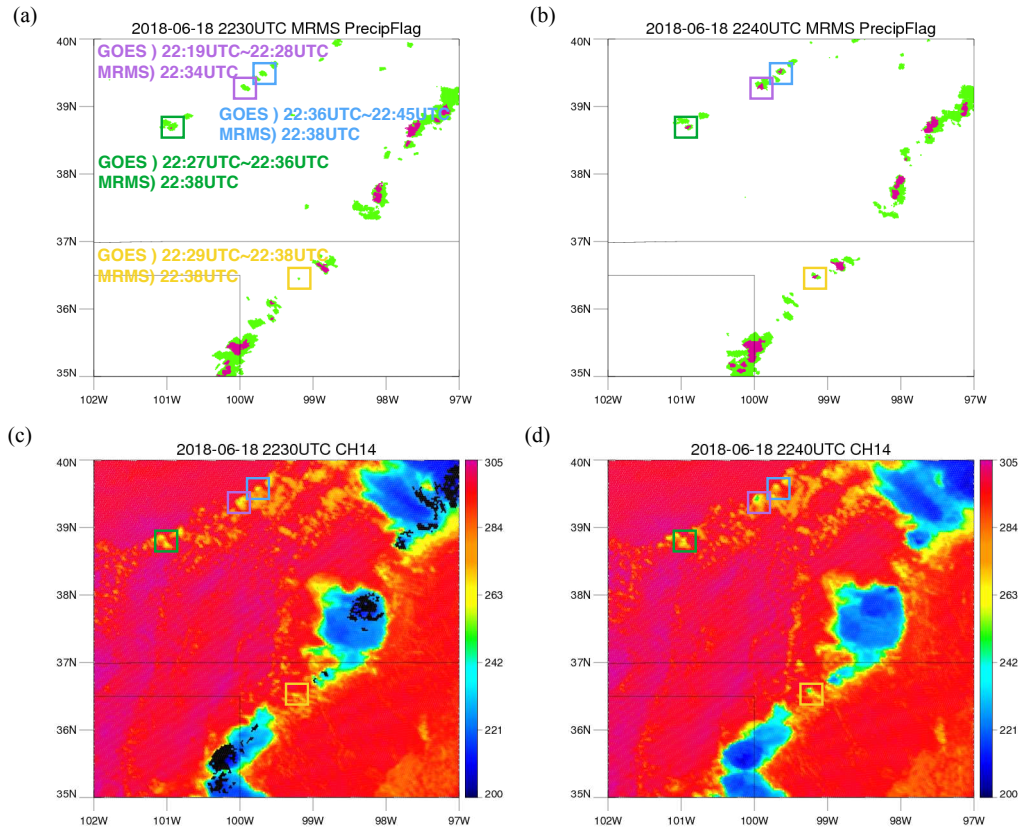 (a)
2018-06-18 2230UTC MRMS PrecipFlag
40N
GOES ) 22:19UTC~22:28UTC
MRMS) 22:34UTC
39N
GOES ) 22:36UTC~22:45UTC
MRMS) 22:38UTC
GOES ) 22:27UTC~22:36UTC
MRMS) 22:38UTC
38N
37N
GOES ) 22:29UTC~22:38UTC
MRMS) 22:38UTC
36N
35N
102W 101W 100W 99W 98W 97W
(b)
2018-06-18 2240UTC MRMS PrecipFlag
40N
39N
38N
37N
36N
35N
102W 101W 100W 99W 98W 97W
(c)
2018-06-18 2230UTC CH14
40N
39N
38N
37N
36N
35N
102W 101W 100W 99W 98W 97W
305
284
263
242
221
200
(d)
2018-06-18 2240UTC CH14
40N
39N
38N
37N
36N
35N
102W 101W 100W 99W 98W 97W
305
284
263
242
221
200